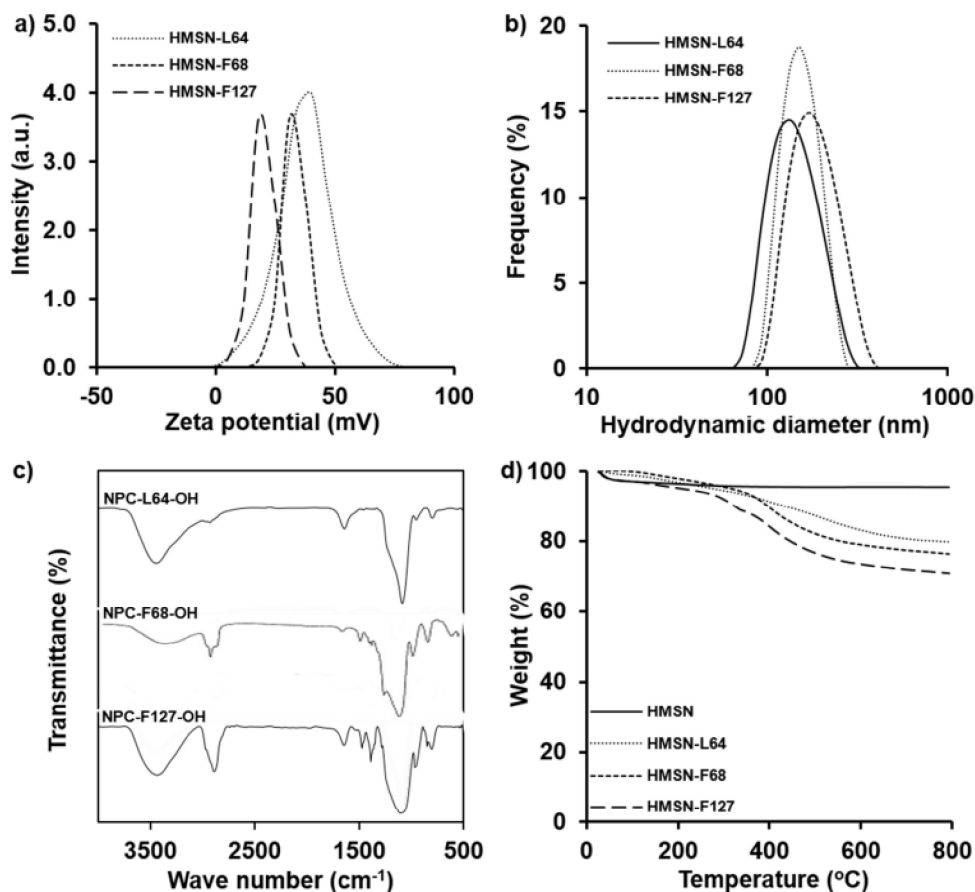 a)
HMSN-L64
HMSN-F68
HMSN-F127
5.0
4.0
3.0
2.0
1.0
0.0
Intensity (a.u.)
-50 0 50 100
Zeta potential (mV)
b)
HMSN-L64
HMSN-F68
HMSN-F127
20
15
10
5
0
Frequency (%)
10 100 1000
Hydrodynamic diameter (nm)
c)
NPC-L64-OH
NPC-F68-OH
NPC-F127-OH
Transmittance (%)
3500 2500 1500 500
Wave number (cm-1)
d)
100
80
60
40
20
0
Weight (%)
HMSN
HMSN-L64
HMSN-F68
HMSN-F127
0 200 400 600 800
Temperature (oC)